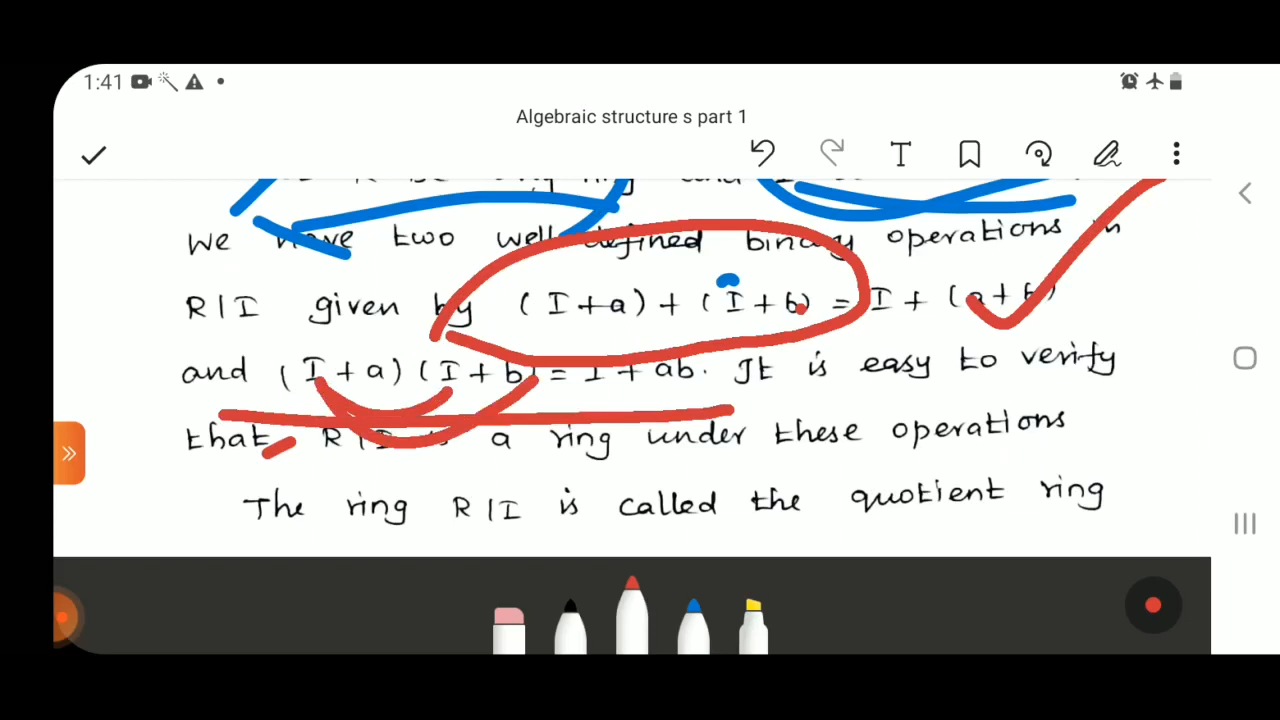 1:41
Algebraic structure s part 1
T
We have two well defined binary operations in
R|I given by (I+a)+(I+b) = I+(a+b)
and (I+a)(I+b) = I+ab. It is easy to verify
that R|I is a ring under these operations
The ring R|I is called the quotient ring